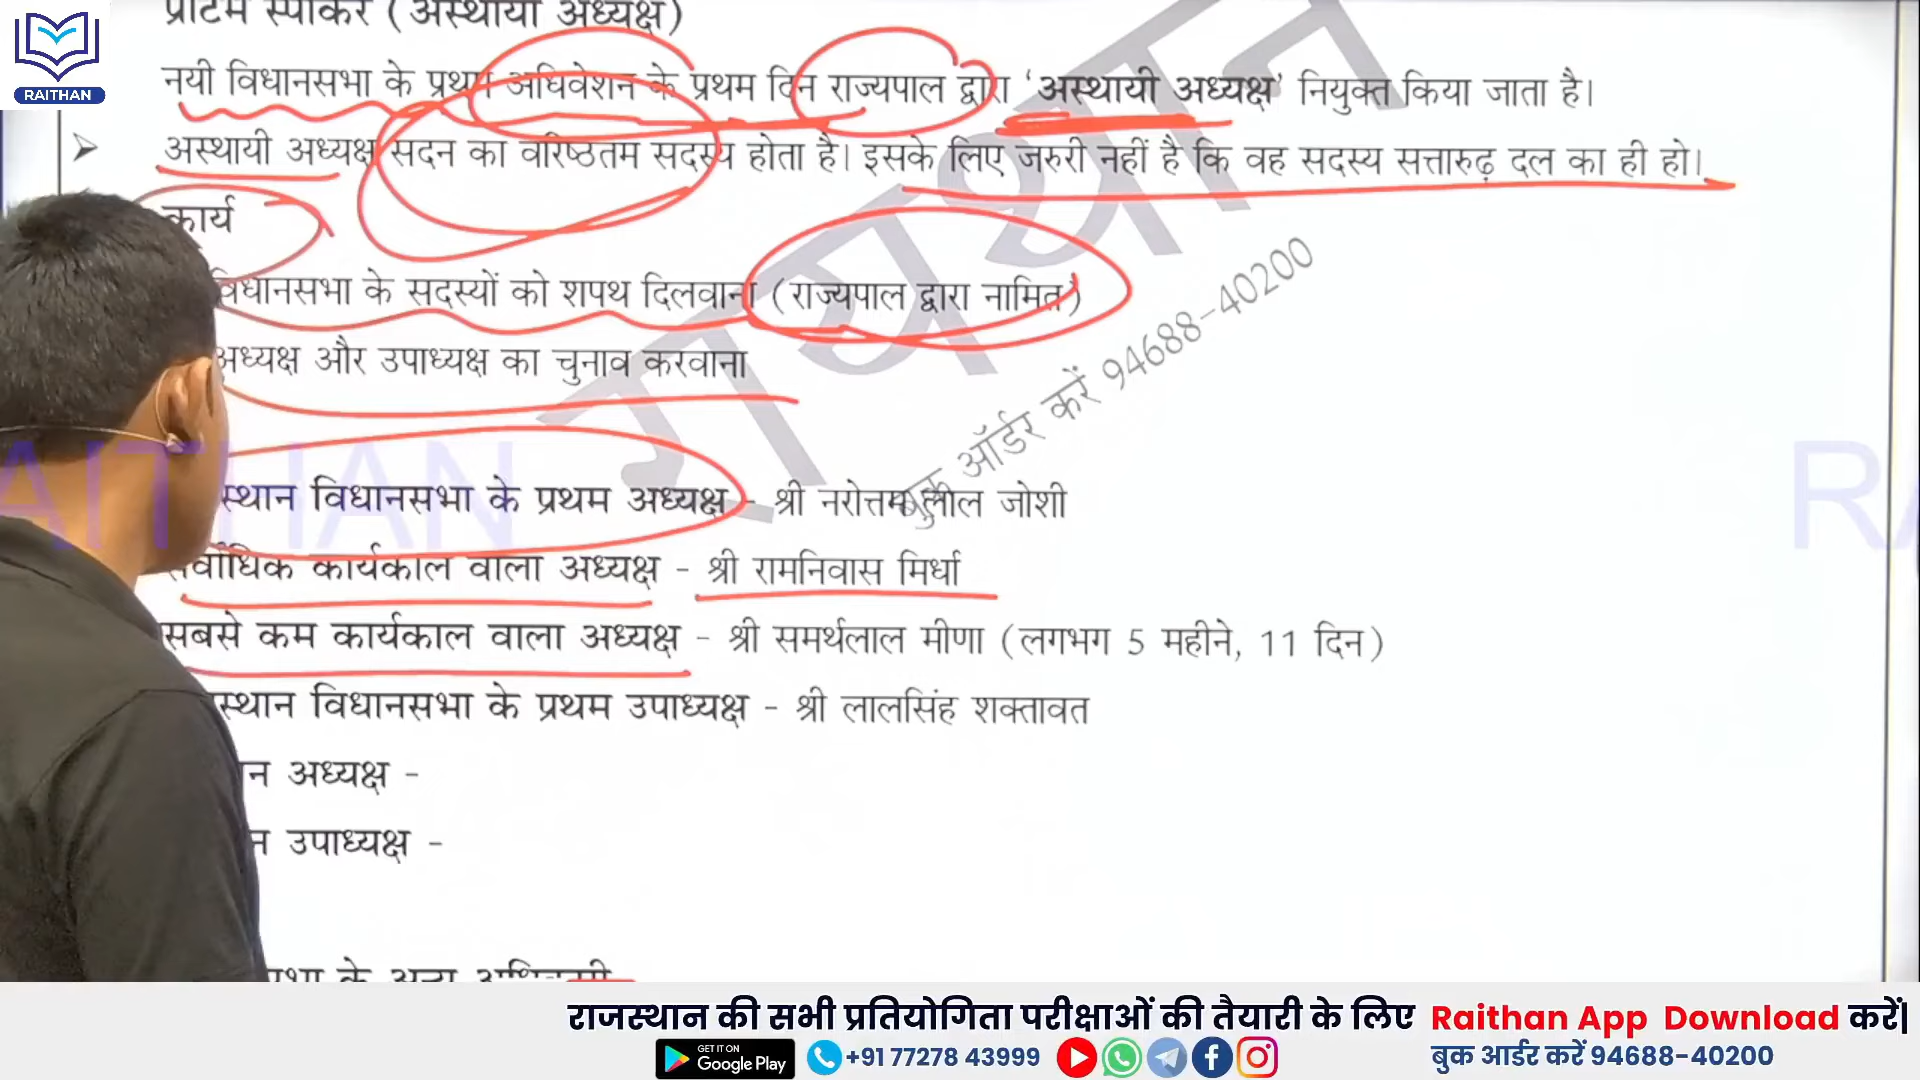 RAITHAN
प्रोटेम स्पीकर (अस्थायी अध्यक्ष)
नयी विधानसभा के प्रथम अधिवेशन के प्रथम दिन राज्यपाल द्वारा ‘अस्थायी अध्यक्ष’ नियुक्त किया जाता है।
➤ अस्थायी अध्यक्ष सदन का वरिष्ठतम सदस्य होता है। इसके लिए जरुरी नहीं है कि वह सदस्य सत्तारुढ़ दल का ही हो।
कार्य
विधानसभा के सदस्यों को शपथ दिलवाना (राज्यपाल द्वारा नामित)
अध्यक्ष और उपाध्यक्ष का चुनाव करवाना
स्थान विधानसभा के प्रथम अध्यक्ष - श्री नरोत्तम लाल जोशी
सर्वाधिक कार्यकाल वाला अध्यक्ष - श्री रामनिवास मिर्धा
सबसे कम कार्यकाल वाला अध्यक्ष - श्री समर्थलाल मीणा (लगभग 5 महीने, 11 दिन)
स्थान विधानसभा के प्रथम उपाध्यक्ष - श्री लालसिंह शक्तावत
न अध्यक्ष -
न उपाध्यक्ष -
बुक ऑर्डर करें 94688-40200
राजस्थान की सभी प्रतियोगिता परीक्षाओं की तैयारी के लिए Raithan App Download करें|
GET IT ON
Google Play
+91 77278 43999
बुक आर्डर करें 94688-40200